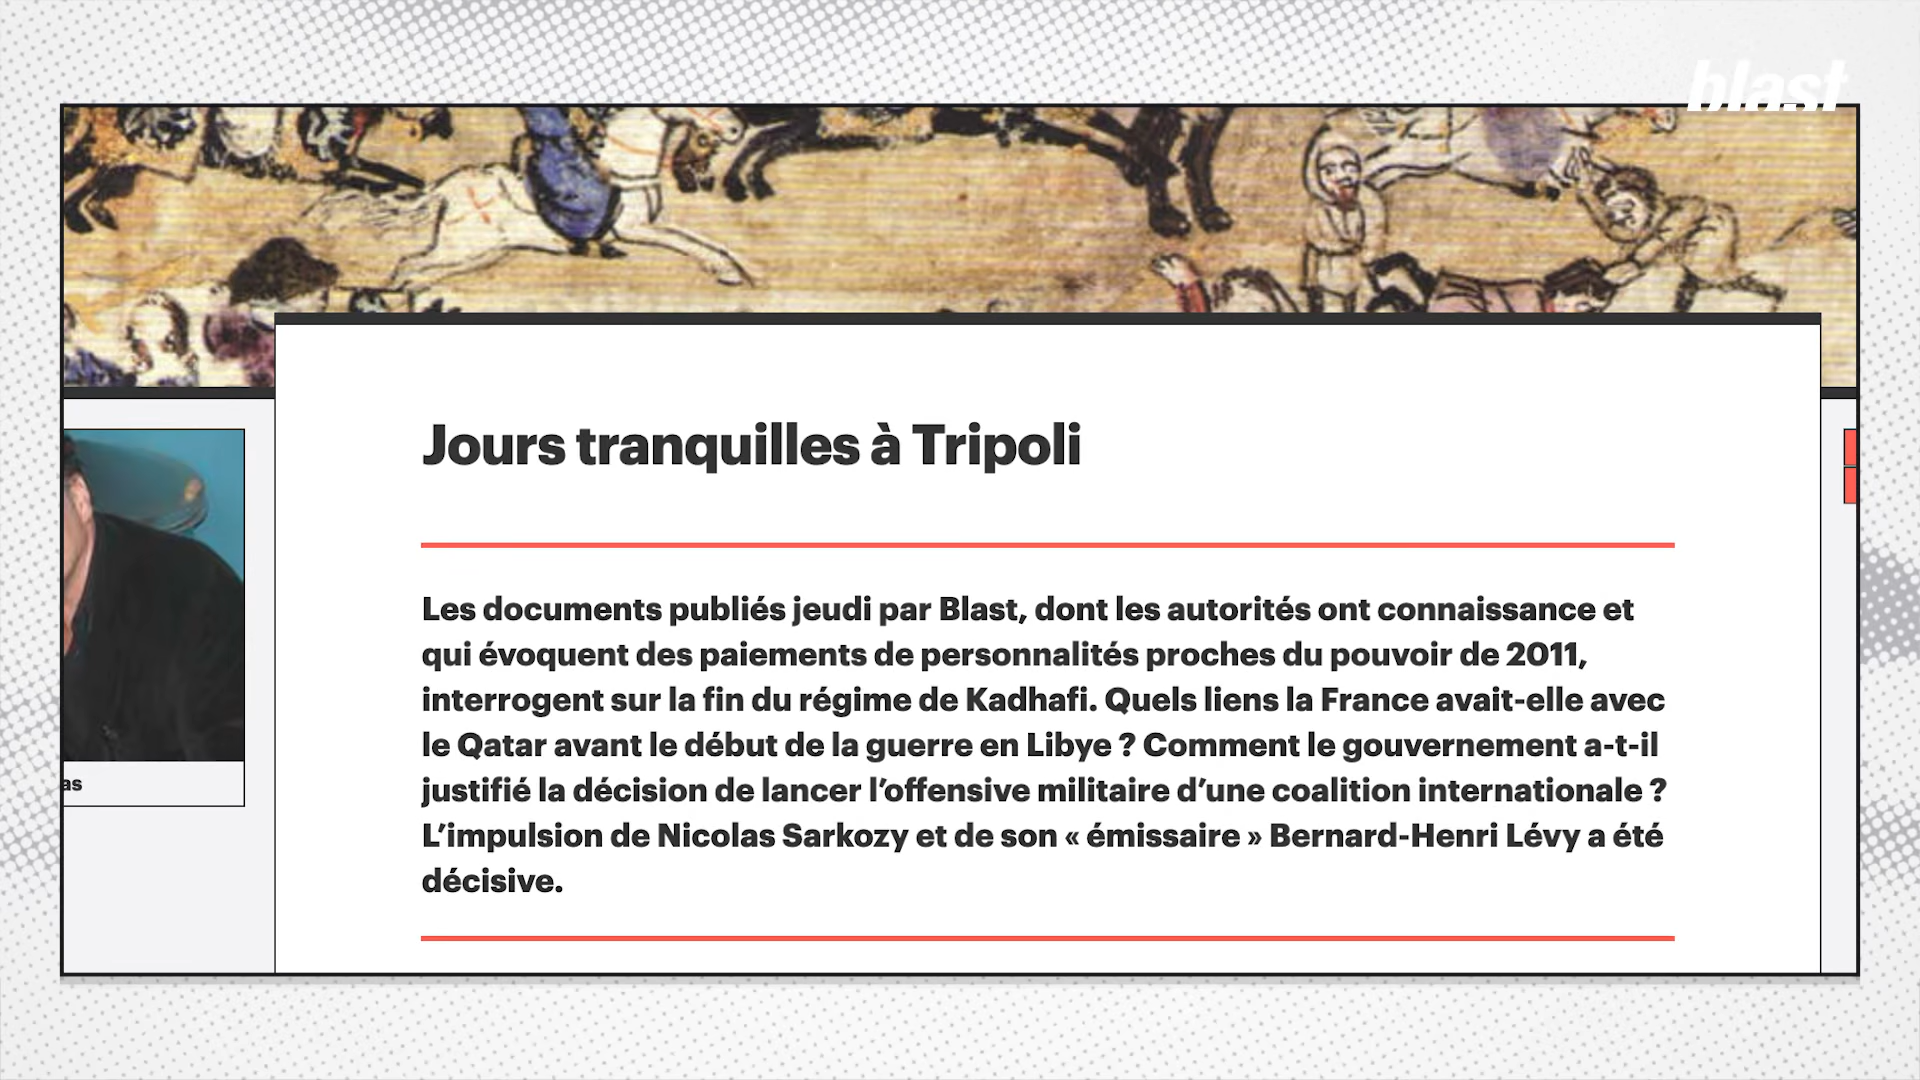 blast
Jours tranquilles à Tripoli
Les documents publiés jeudi par Blast, dont les autorités ont connaissance et
qui évoquent des paiements de personnalités proches du pouvoir de 2011,
interrogent sur la fin du régime de Kadhafi. Quels liens la France avait-elle avec
le Qatar avant le début de la guerre en Libye ? Comment le gouvernement a-t-il
justifié la décision de lancer l’offensive militaire d’une coalition internationale ?
L’impulsion de Nicolas Sarkozy et de son « émissaire » Bernard-Henri Lévy a été
décisive.
as